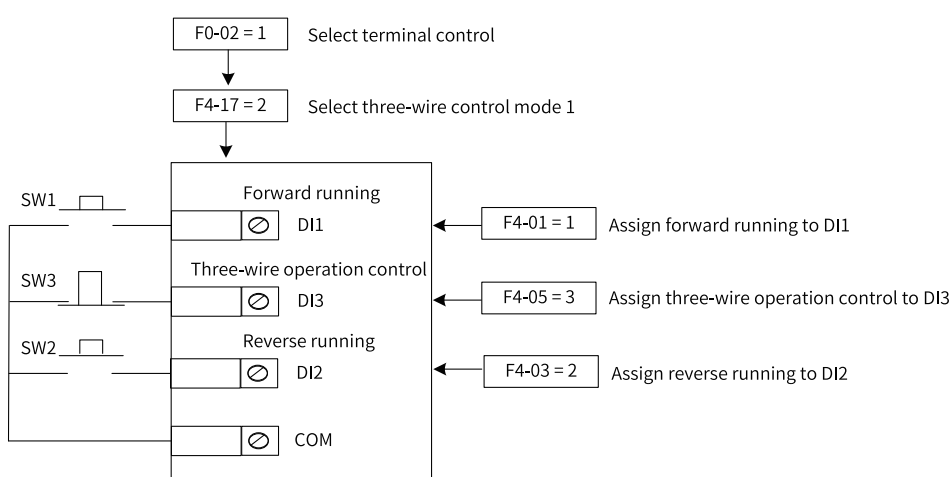 F0-02 = 1 Select terminal control
F4-17 = 2 Select three-wire control mode 1
SW1 Forward running
DI1 F4-01 = 1 Assign forward running to DI1
SW3 Three-wire operation control
DI3 F4-05 = 3 Assign three-wire operation control to DI3
SW2 Reverse running
DI2 F4-03 = 2 Assign reverse running to DI2
COM